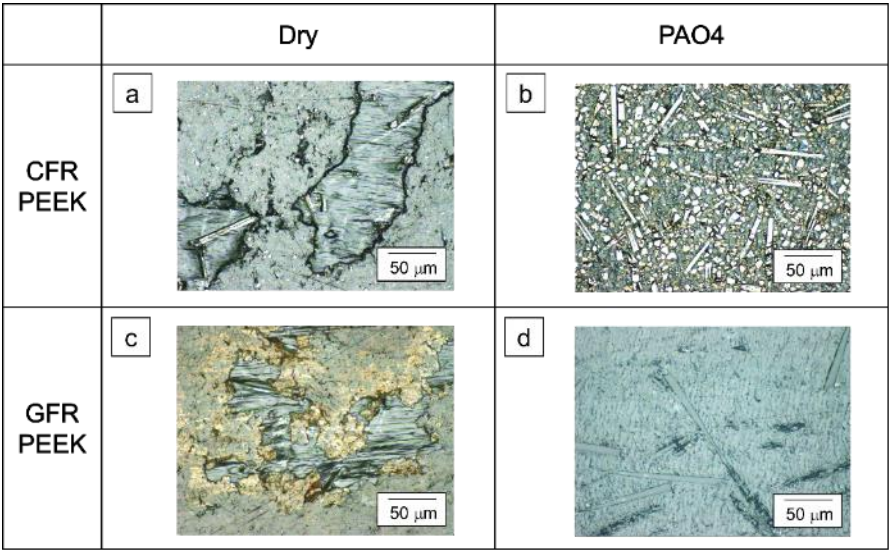 Dry
PAO4
CFR
PEEK
a
50 μm
b
50 μm
GFR
PEEK
c
50 μm
d
50 μm